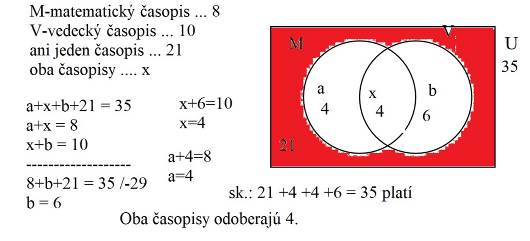 M-matematický časopis ... 8
V-vedecký časopis ... 10
ani jeden časopis ... 21
oba časopisy .... x
a+x+b+21 = 35
a+x = 8
x+b = 10
-------------------
8+b+21 = 35 /-29
b = 6
x+6=10
x=4
a+4=8
a=4
M
V
U
35
a
4
x
4
b
6
21
sk.: 21 +4 +4 +6 = 35 platí
Oba časopisy odoberajú 4.